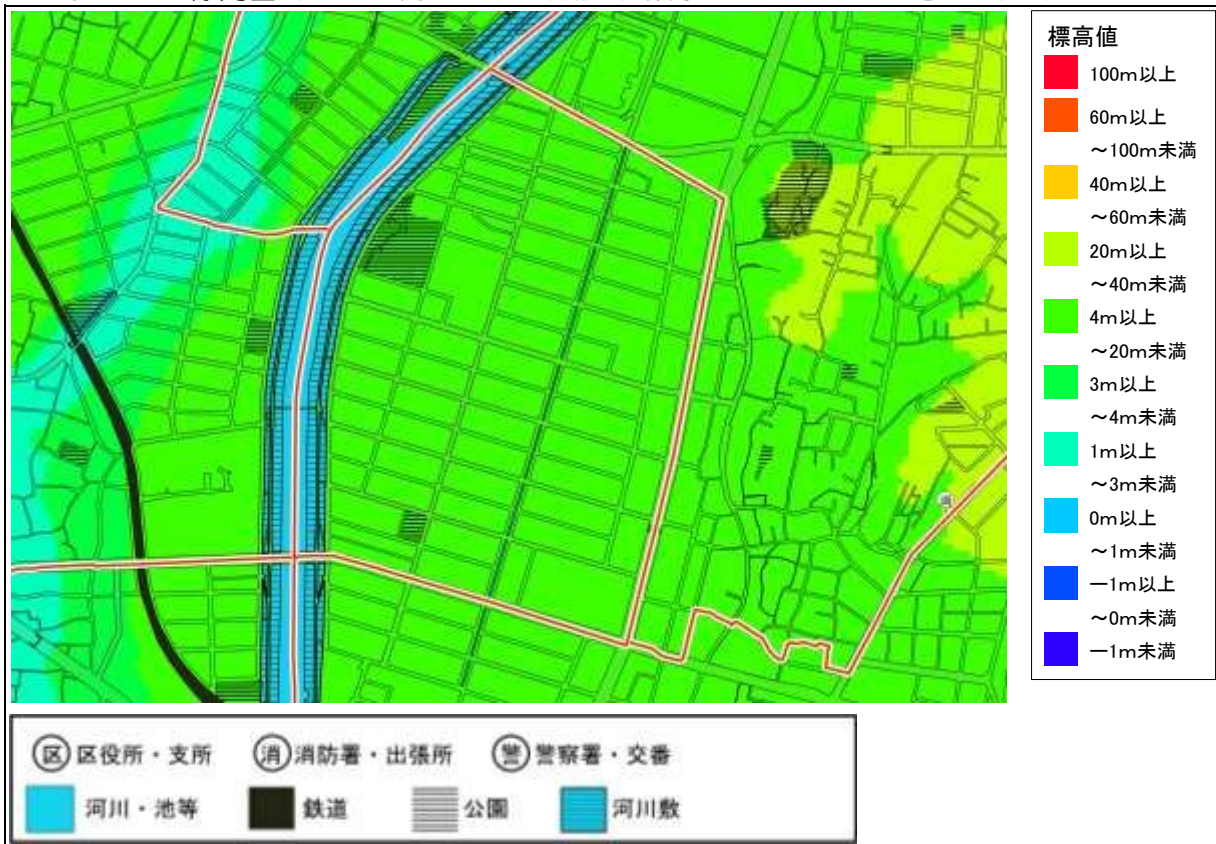 標高値
100m以上
60m以上
～100m未満
40m以上
～60m未満
20m以上
～40m未満
4m以上
～20m未満
3m以上
～4m未満
1m以上
～3m未満
0m以上
～1m未満
－1m以上
～0m未満
－1m未満
区 区役所・支所 消 消防署・出張所 警 警察署・交番
河川・池等 鉄道 公園 河川敷